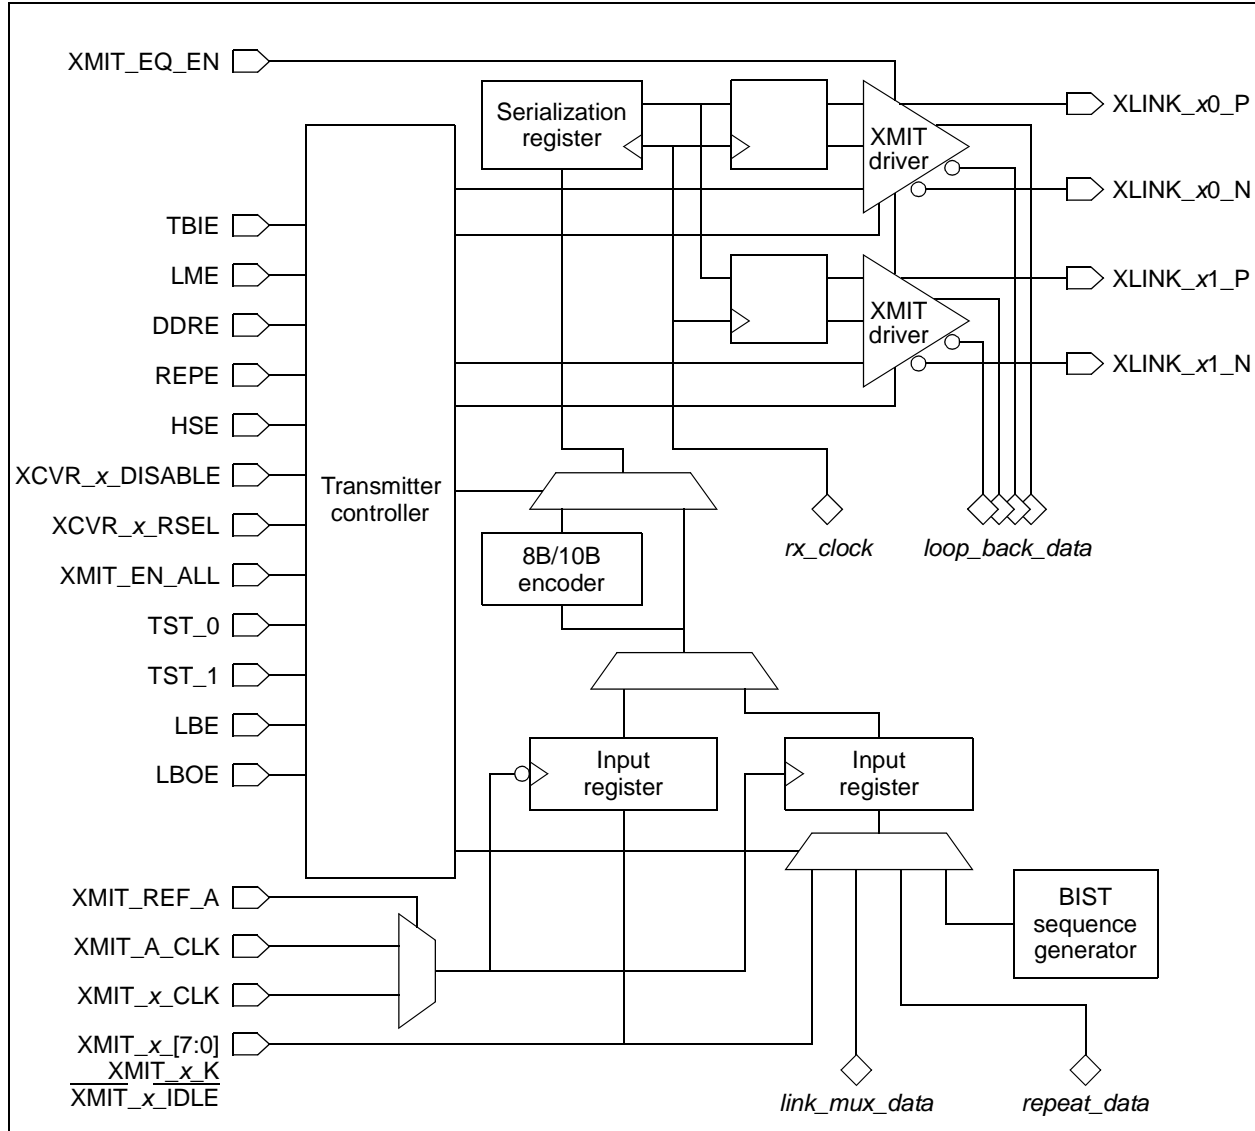 XMIT_EQ_EN
Serialization
register
XMIT
driver
XLINK_x0_P
XLINK_x0_N
XMIT
driver
XLINK_x1_P
XLINK_x1_N
TBIE
LME
DDRE
REPE
HSE
XCVR_x_DISABLE
XCVR_x_RSEL
XMIT_EN_ALL
TST_0
TST_1
LBE
LBOE
Transmitter
controller
8B/10B
encoder
rx_clock
loop_back_data
Input
register
Input
register
BIST
sequence
generator
XMIT_REF_A
XMIT_A_CLK
XMIT_x_CLK
XMIT_x_[7:0]
XMIT_x_K
XMIT_x_IDLE
link_mux_data
repeat_data